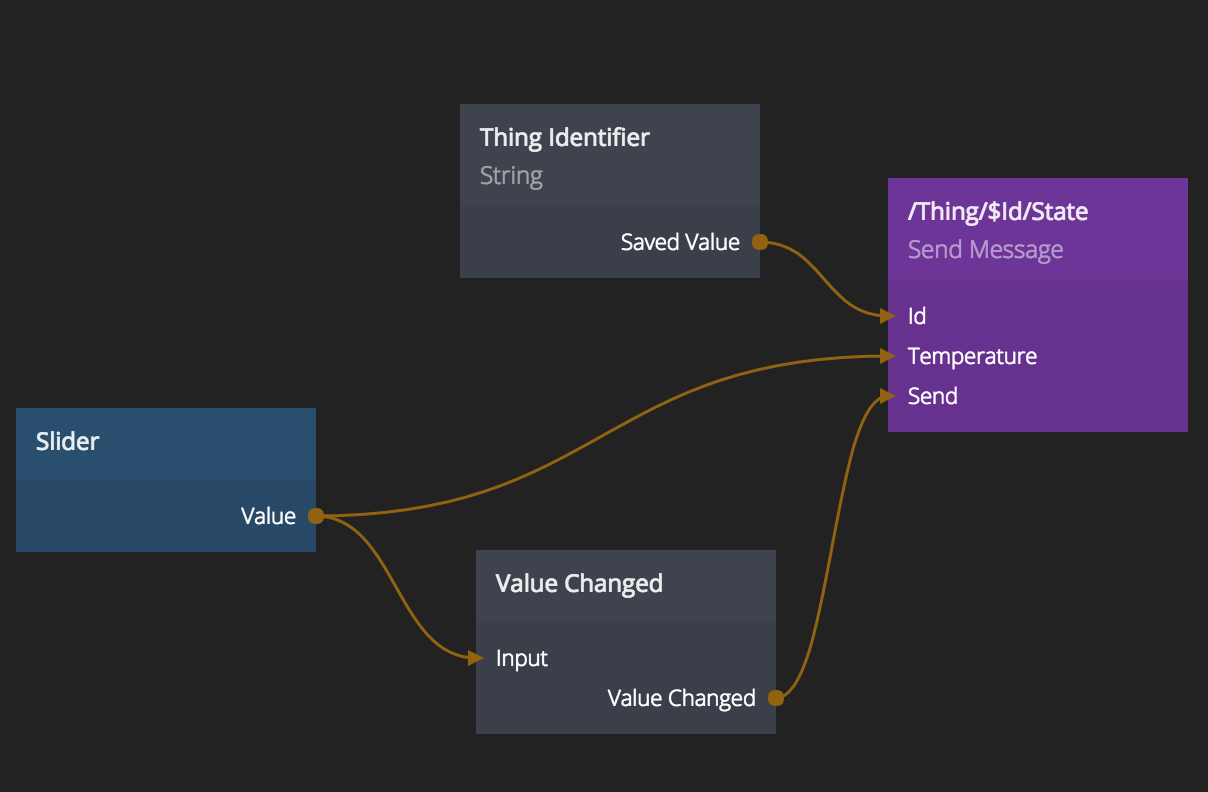 Thing Identifier
String
Saved Value
/Thing/$Id/State
Send Message
Id
Temperature
Send
Slider
Value
Value Changed
Input
Value Changed